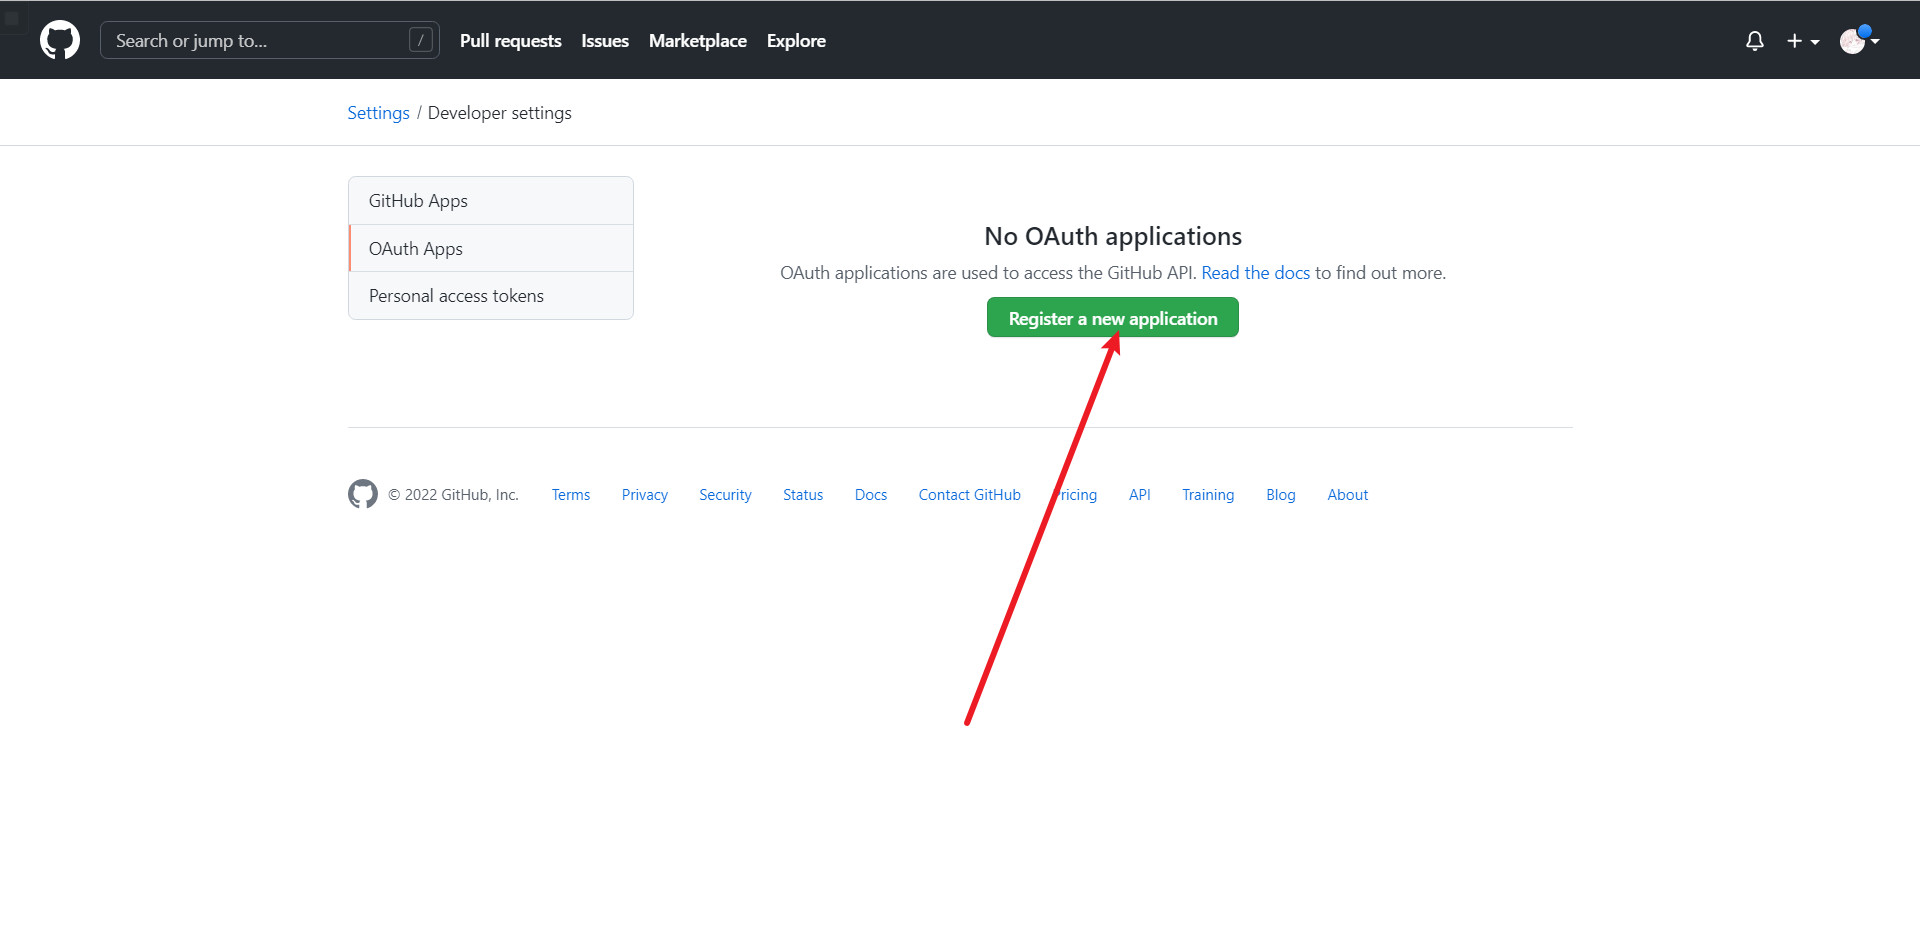 Search or jump to... /
Pull requests Issues Marketplace Explore
Settings / Developer settings
GitHub Apps
OAuth Apps
Personal access tokens
No OAuth applications
OAuth applications are used to access the GitHub API. Read the docs to find out more.
Register a new application
© 2022 GitHub, Inc. Terms Privacy Security Status Docs Contact GitHub Pricing API Training Blog About